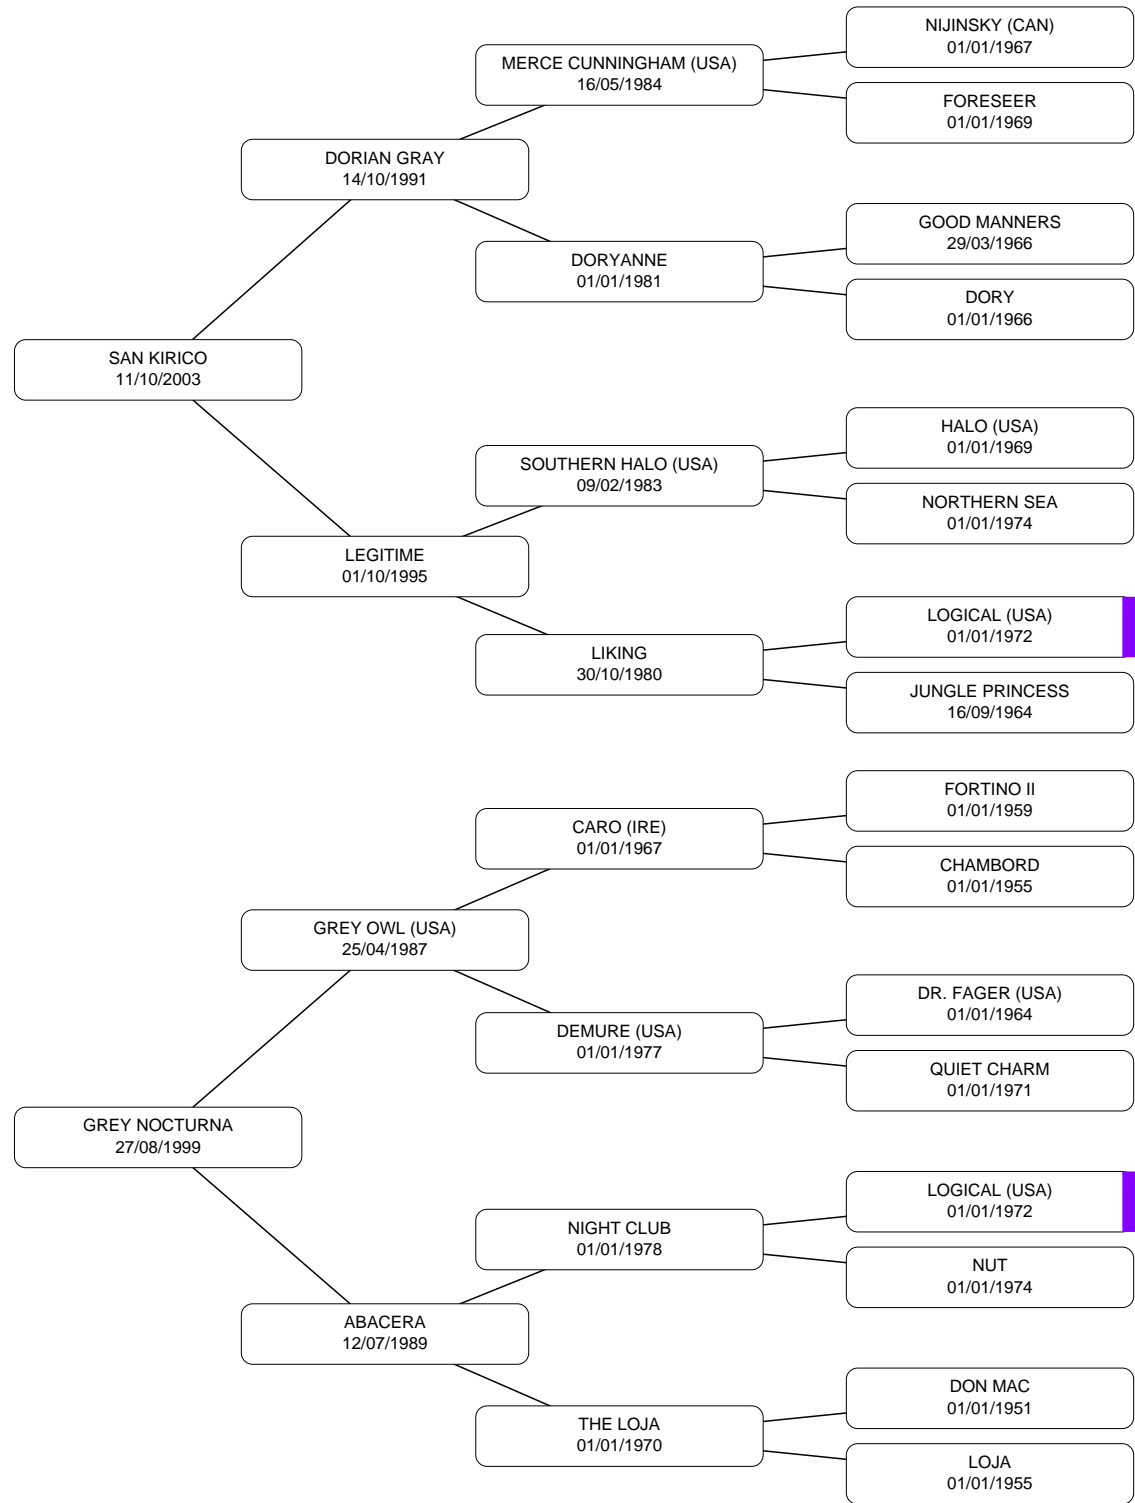 NIJINSKY (CAN)
01/01/1967
MERCE CUNNINGHAM (USA)
16/05/1984
FORESEER
01/01/1969
DORIAN GRAY
14/10/1991
GOOD MANNERS
29/03/1966
DORYANNE
01/01/1981
DORY
01/01/1966
SAN KIRICO
11/10/2003
HALO (USA)
01/01/1969
SOUTHERN HALO (USA)
09/02/1983
NORTHERN SEA
01/01/1974
LEGITIME
01/10/1995
LOGICAL (USA)
01/01/1972
LIKING
30/10/1980
JUNGLE PRINCESS
16/09/1964
FORTINO II
01/01/1959
CARO (IRE)
01/01/1967
CHAMBORD
01/01/1955
GREY OWL (USA)
25/04/1987
DR. FAGER (USA)
01/01/1964
DEMURE (USA)
01/01/1977
QUIET CHARM
01/01/1971
GREY NOCTURNA
27/08/1999
LOGICAL (USA)
01/01/1972
NIGHT CLUB
01/01/1978
NUT
01/01/1974
ABACERA
12/07/1989
DON MAC
01/01/1951
THE LOJA
01/01/1970
LOJA
01/01/1955